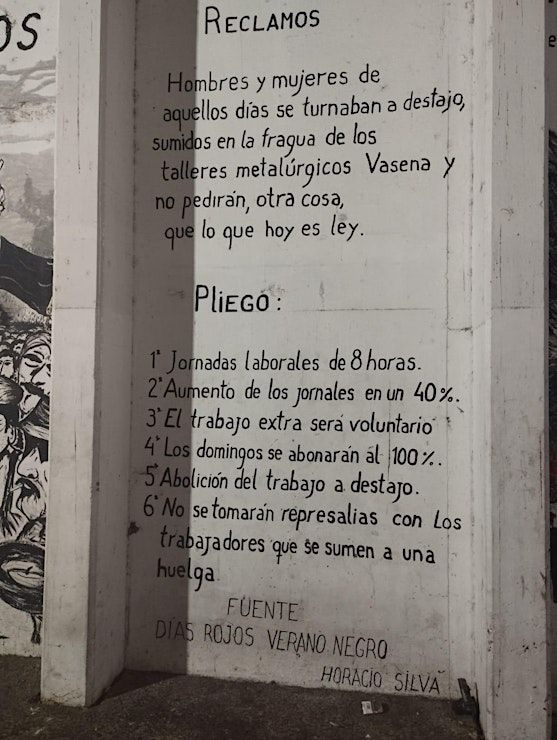 OS
RECLAMOS
Hombres y mujeres de
aquellos días se turnaban a destajo,
sumidos en la fragua de los
talleres metalúrgicos Vasena y
no pedirán, otra cosa,
que lo que hoy es ley.
PLIEGO:
1° Jornadas laborales de 8 horas.
2° Aumento de los jornales en un 40%.
3° El trabajo extra será voluntario
4° Los domingos se abonarán al 100%.
5° Abolición del trabajo a destajo.
6° No se tomarán represalias con Los
trabajadores que se sumen a una
huelga
FUENTE
DÍAS ROJOS VERANO NEGRO
HORACIO SILVA